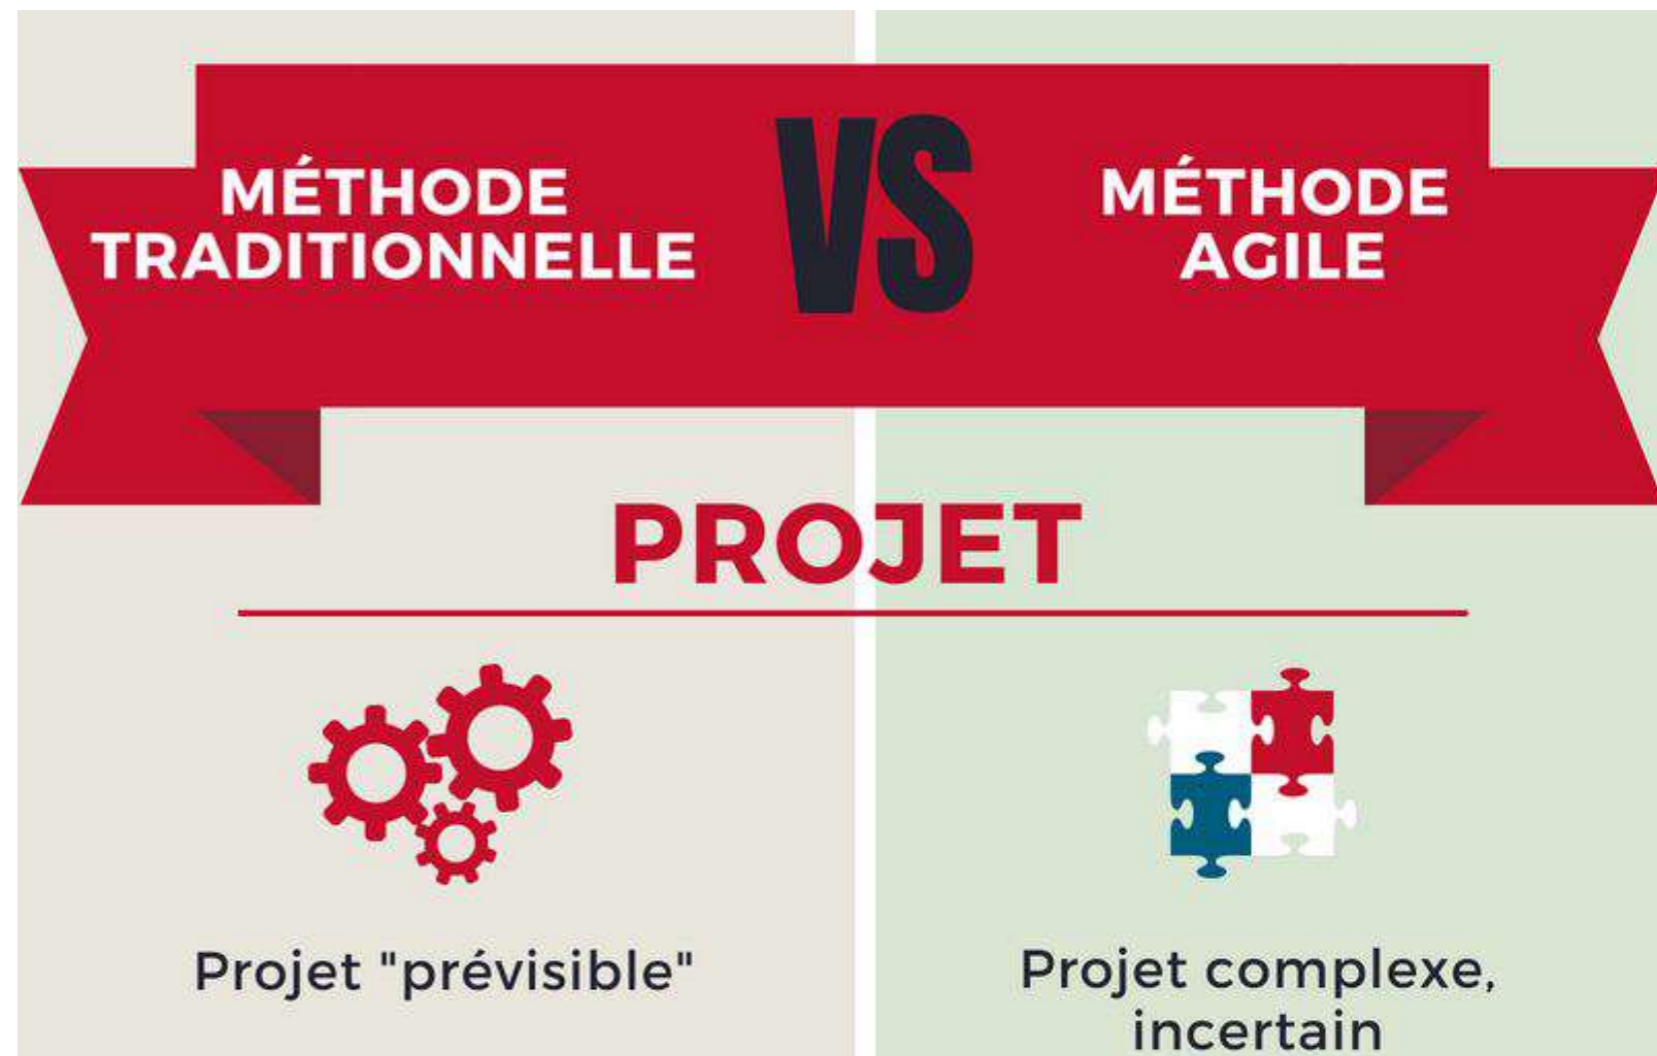 MÉTHODE
TRADITIONNELLE
VS
MÉTHODE
AGILE
PROJET
Projet "prévisible"
Projet complexe,
incertain